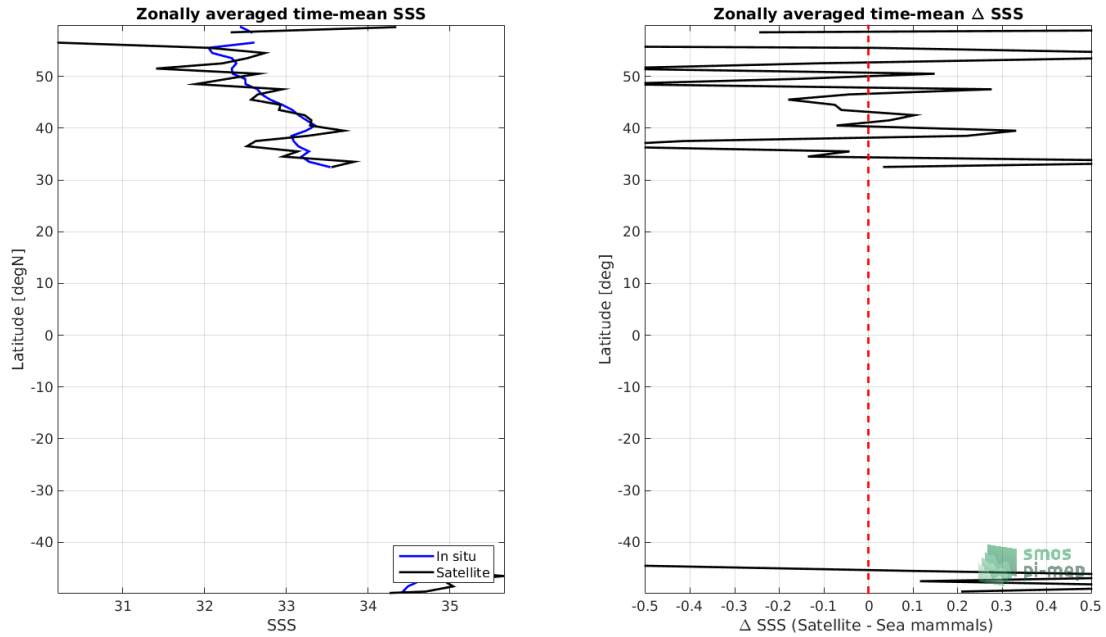 Zonally averaged time-mean SSS
Latitude [degN]
50
40
30
20
10
0
-10
-20
-30
-40
31 32 33 34 35
SSS
In situ
Satellite
Zonally averaged time-mean Δ SSS
Latitude [deg]
50
40
30
20
10
0
-10
-20
-30
-40
-0.5 -0.4 -0.3 -0.2 -0.1 0 0.1 0.2 0.3 0.4 0.5
Δ SSS (Satellite - Sea mammals)
smos
pi-mep